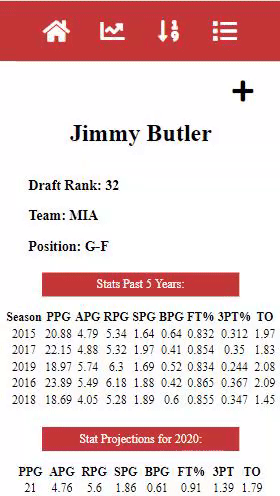 Jimmy Butler
Draft Rank: 32
Team: MIA
Position: G-F
Stats Past 5 Years:
Season PPG APG RPG SPG BPG FT% 3PT% TO
2015 20.88 4.79 5.34 1.64 0.64 0.832 0.312 1.97
2017 22.15 4.88 5.32 1.97 0.41 0.854 0.35 1.83
2019 18.97 5.74 6.3 1.69 0.52 0.834 0.244 2.08
2016 23.89 5.49 6.18 1.88 0.42 0.865 0.367 2.09
2018 18.69 4.05 5.28 1.89 0.6 0.855 0.347 1.45
Stat Projections for 2020:
PPG APG RPG SPG BPG FT% 3PT TO
21 4.76 5.6 1.86 0.61 0.91 1.39 1.79